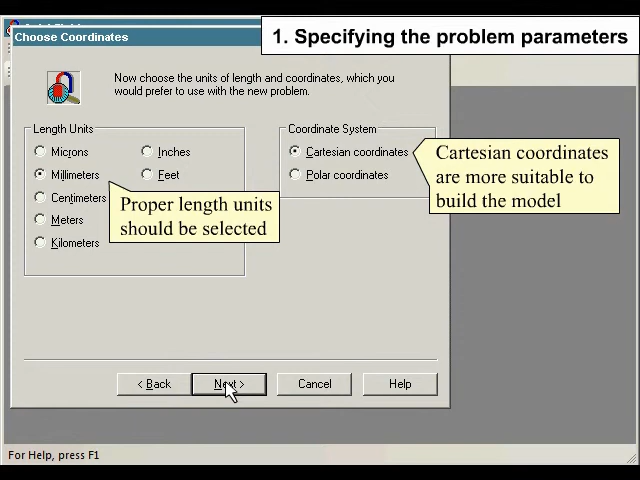 1. Specifying the problem parameters
Choose Coordinates
Now choose the units of length and coordinates, which you
would prefer to use with the new problem.
Length Units
Microns
Inches
Millimeters
Feet
Centimeters
Meters
Kilometers
Proper length units
should be selected
Coordinate System
Cartesian coordinates
Polar coordinates
Cartesian coordinates
are more suitable to
build the model
< Back
Next >
Cancel
Help
For Help, press F1